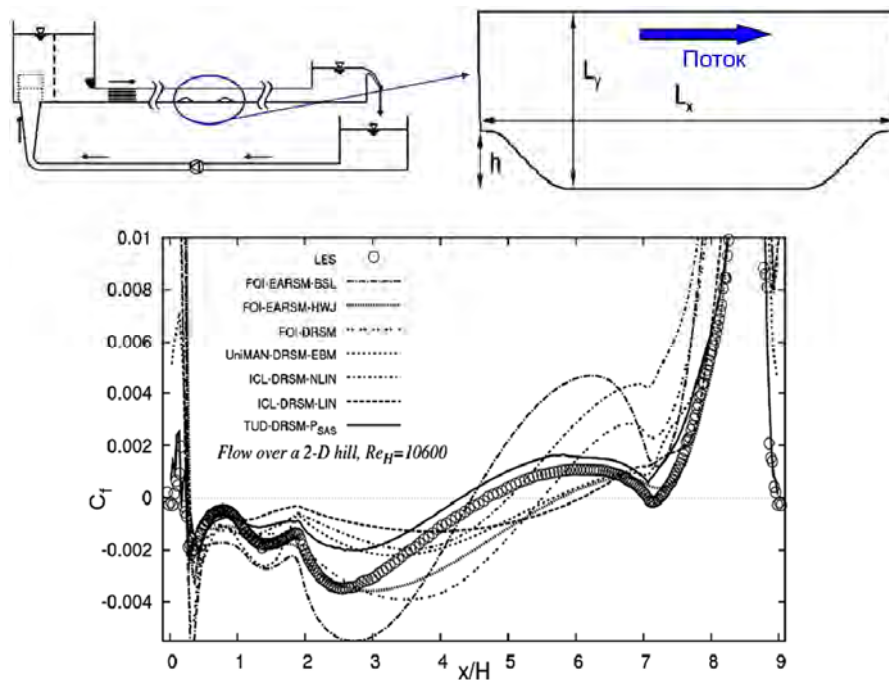 Поток
L_y
L_x
h
0.01
0.008
0.006
0.004
0.002
0
-0.002
-0.004
C_f
LES
FOI-EARSM-BSL
FOI-EARSM-HWJ
FOI-DRSM
UniMAN-DRSM-EBM
ICL-DRSM-NLIN
ICL-DRSM-LIN
TUD-DRSM-P_SAS
Flow over a 2-D hill, Re_H=10600
0 1 2 3 4 5 6 7 8 9
x/H